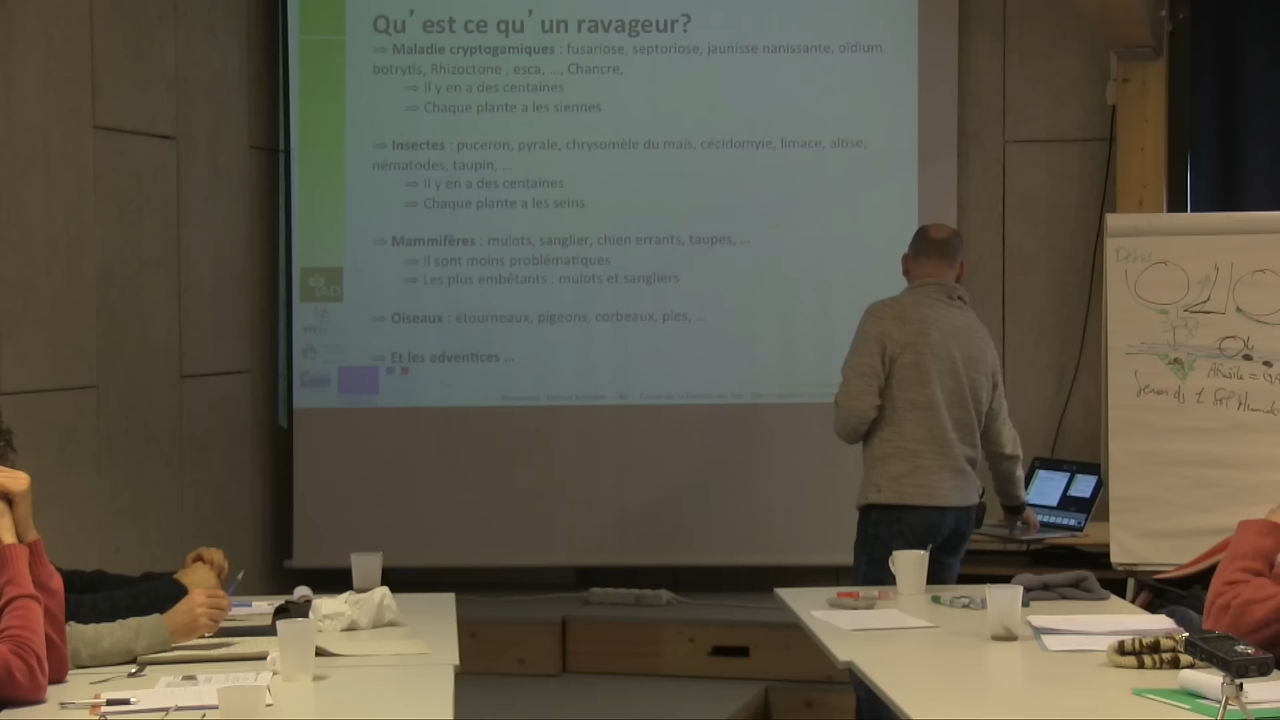 Qu'est ce qu'un ravageur?
⇒ Maladie cryptogamiques : fusariose, septoriose, jaunisse nanissante, oïdium,
botrytis, Rhizoctone , esca, ..., Chancre,
⇒ Il y en a des centaines
⇒ Chaque plante a les siennes
⇒ Insectes : puceron, pyrale, chrysomèle du maïs, cécidomyie, limace, altise,
nématodes, taupin, ...
⇒ Il y en a des centaines
⇒ Chaque plante a les seins
⇒ Mammifères : mulots, sanglier, chien errants, taupes, ...
⇒ Il sont moins problématiques
⇒ Les plus embêtants : mulots et sangliers
⇒ Oiseaux : étourneaux, pigeons, corbeaux, pies, ...
⇒ Et les adventices ...